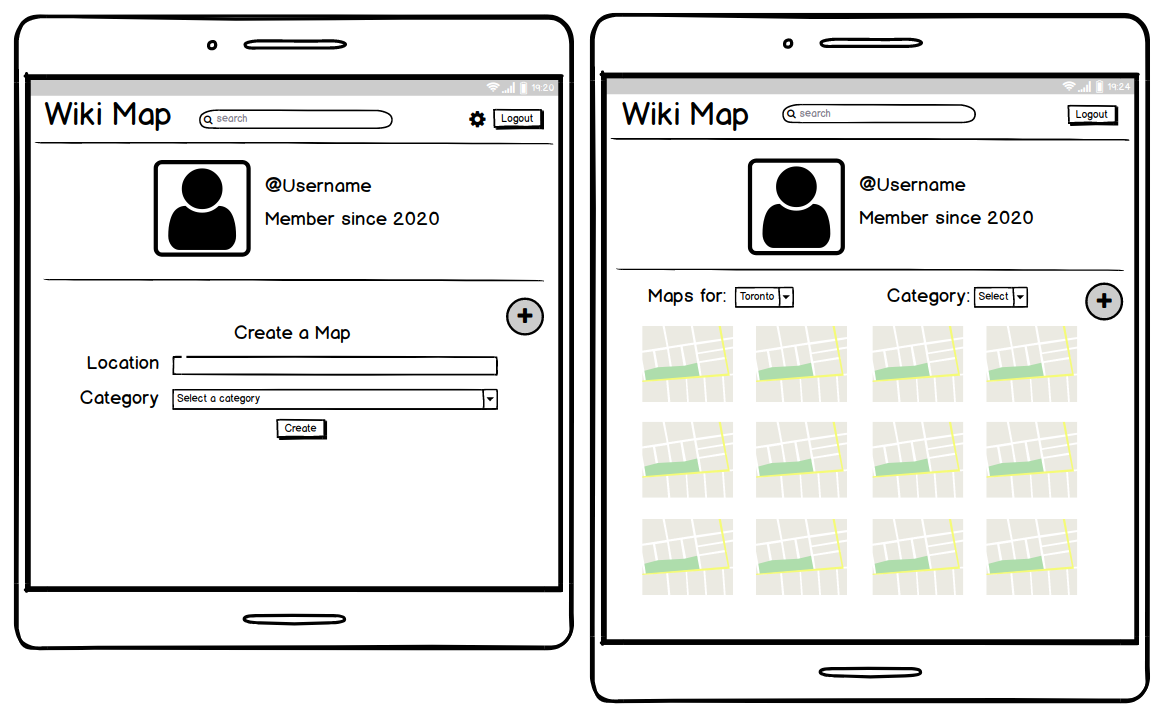 19:20
Wiki Map
search
Logout
@Username
Member since 2020
+
Create a Map
Location
Category
Select a category
Create
19:24
Wiki Map
search
Logout
@Username
Member since 2020
Maps for: Toronto Category: Select
+